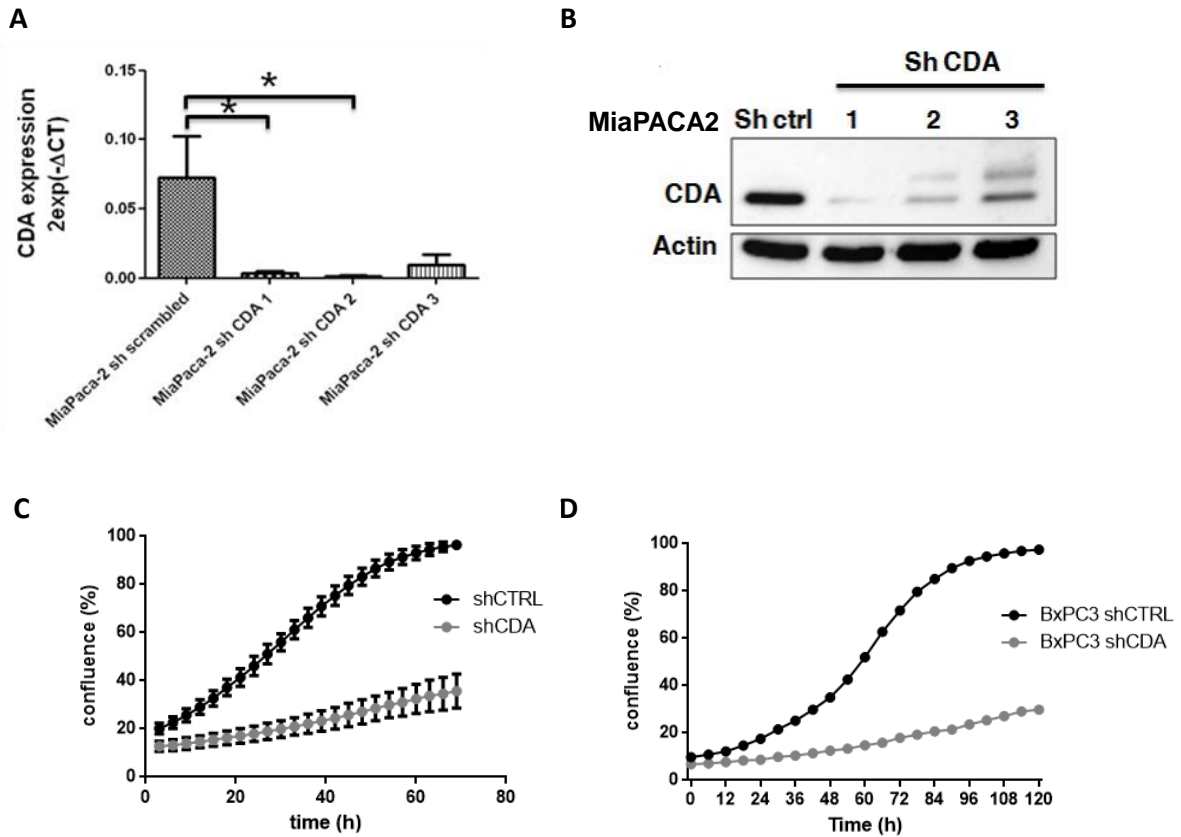 A
CDA expression
2exp(-ΔCT)
0.15
0.10
0.05
0.00
*
*
MiaPaca-2 sh scrambled
MiaPaca-2 sh CDA 1
MiaPaca-2 sh CDA 2
MiaPaca-2 sh CDA 3
B
Sh CDA
MiaPACA2 Sh ctrl 1 2 3
CDA
Actin
C
confluence (%)
100
80
60
40
20
0
0 20 40 60 80
time (h)
shCTRL
shCDA
D
confluence (%)
100
80
60
40
20
0
0 12 24 36 48 60 72 84 96 108 120
Time (h)
BxPC3 shCTRL
BxPC3 shCDA